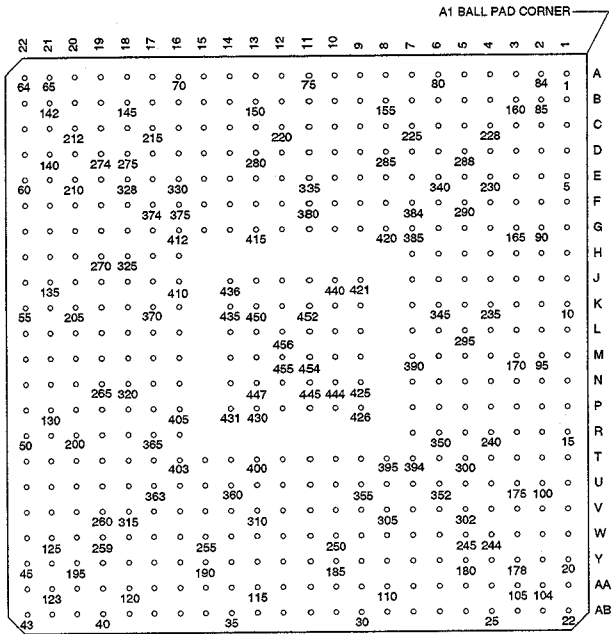 A1 BALL PAD CORNER
22 21 20 19 18 17 16 15 14 13 12 11 10 9 8 7 6 5 4 3 2 1
A
64 65 70 75 80 84 1
B
142 145 150 155 160 85
C
212 215 220 225 228
D
140 274 275 280 285 288
E
60 210 328 330 335 340 230 5
F
374 375 380 384 290
G
412 415 420 385 165 90
H
270 325
J
135 410 436 440 421
K
55 205 370 435 450 452 345 235 10
L
456 295
M
455 454 390 170 95
N
265 320 447 445 444 425
P
130 405 431 430 426
R
50 200 365 350 240 15
T
403 400 395 394 300
U
363 360 355 352 175 100
V
260 315 310 305 302
W
125 259 255 250 245 244
Y
45 195 190 185 180 178 20
AA
123 120 115 110 105 104
AB
43 40 35 30 25 22